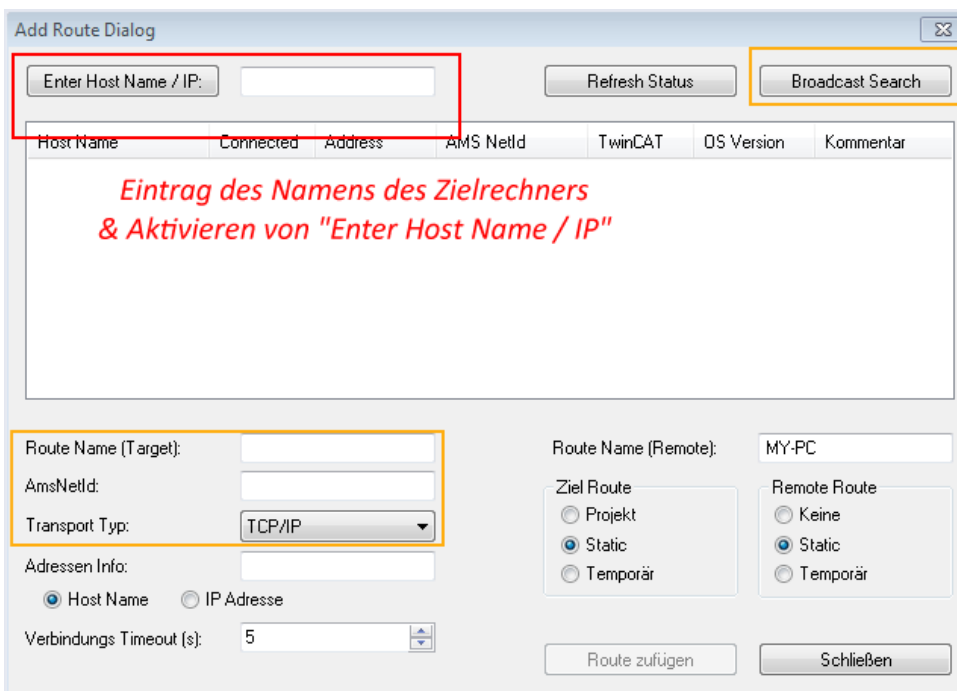 Add Route Dialog
Enter Host Name / IP:
Refresh Status
Broadcast Search
Host Name Connected Address AMS NetId TwinCAT OS Version Kommentar
Eintrag des Namens des Zielrechners
& Aktivieren von "Enter Host Name / IP"
Route Name (Target):
AmsNetId:
Transport Typ: TCP/IP
Adressen Info:
Host Name IP Adresse
Verbindungs Timeout (s): 5
Route Name (Remote): MY-PC
Ziel Route
Projekt
Static
Temporär
Remote Route
Keine
Static
Temporär
Route zufügen
Schließen